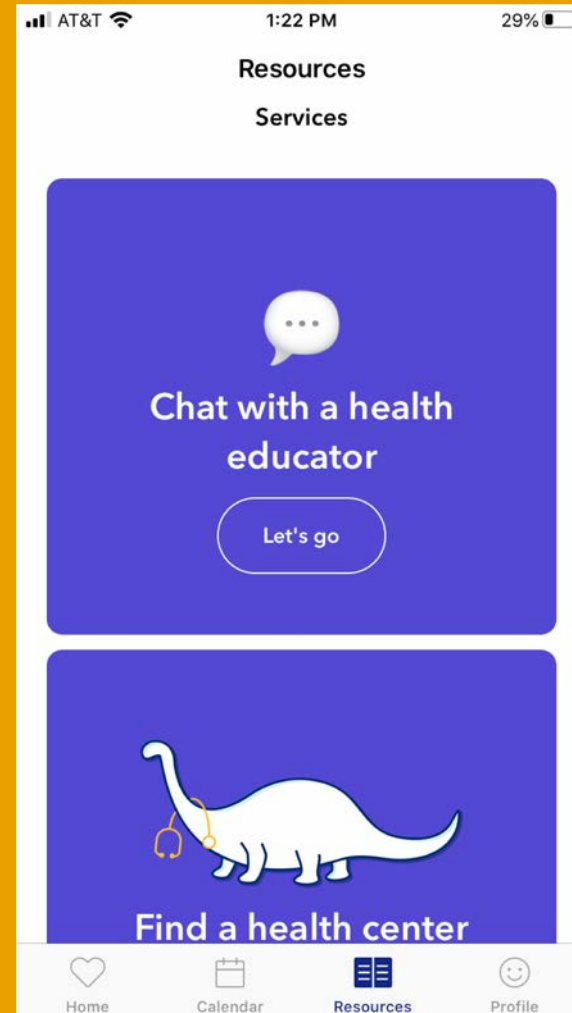 AT&T 1:22 PM 29%
Resources
Services
Chat with a health
educator
Let's go
Find a health center
Home Calendar Resources Profile